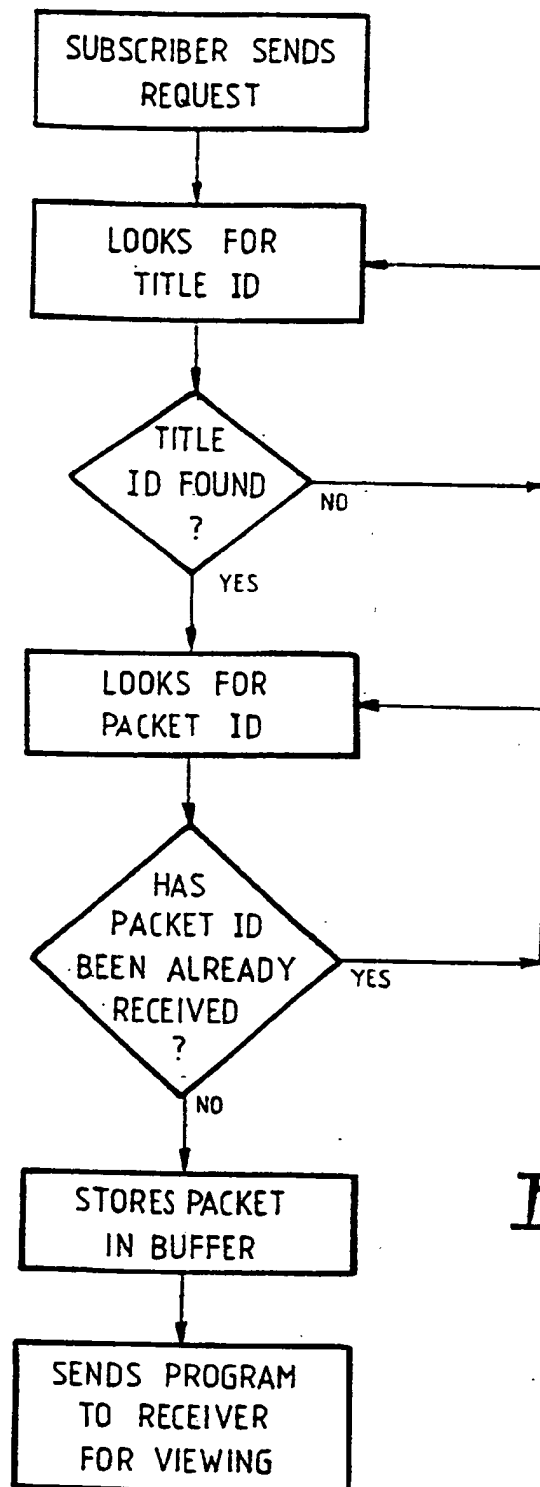 SUBSCRIBER SENDS
REQUEST
LOOKS FOR
TITLE ID
TITLE
ID FOUND
?
NO
YES
LOOKS FOR
PACKET ID
HAS
PACKET ID
BEEN ALREADY
RECEIVED
?
YES
NO
STORES PACKET
IN BUFFER
SENDS PROGRAM
TO RECEIVER
FOR VIEWING